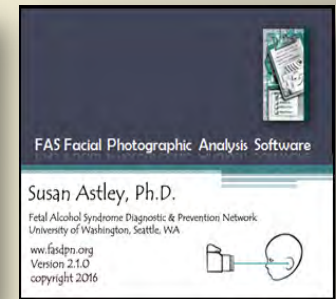 FAS Facial Photographic Analysis Software
Susan Astley, Ph.D.
Fetal Alcohol Syndrome Diagnostic & Prevention Network
University of Washington, Seattle, WA
ww.fasdpn.org
Version 2.1.0
copyright 2016